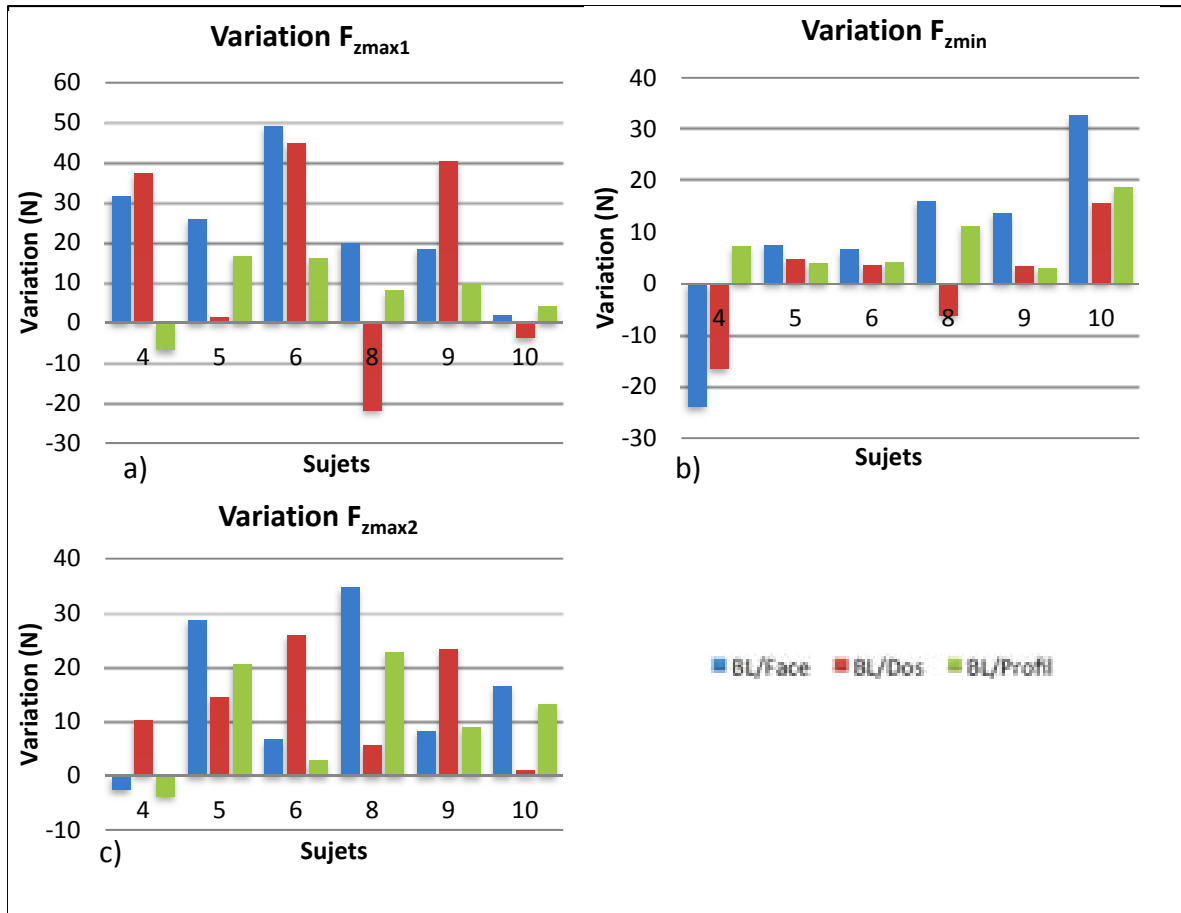 Variation Fzmax1
60
50
40
30
20
10
0
-10
-20
-30
Variation (N)
4 5 6 8 9 10
Sujets
a)
Variation Fzmin
40
30
20
10
0
-10
-20
-30
Variation (N)
4 5 6 8 9 10
Sujets
b)
Variation Fzmax2
40
30
20
10
0
-10
Variation (N)
4 5 6 8 9 10
Sujets
c)
BL/Face BL/Dos BL/Profil